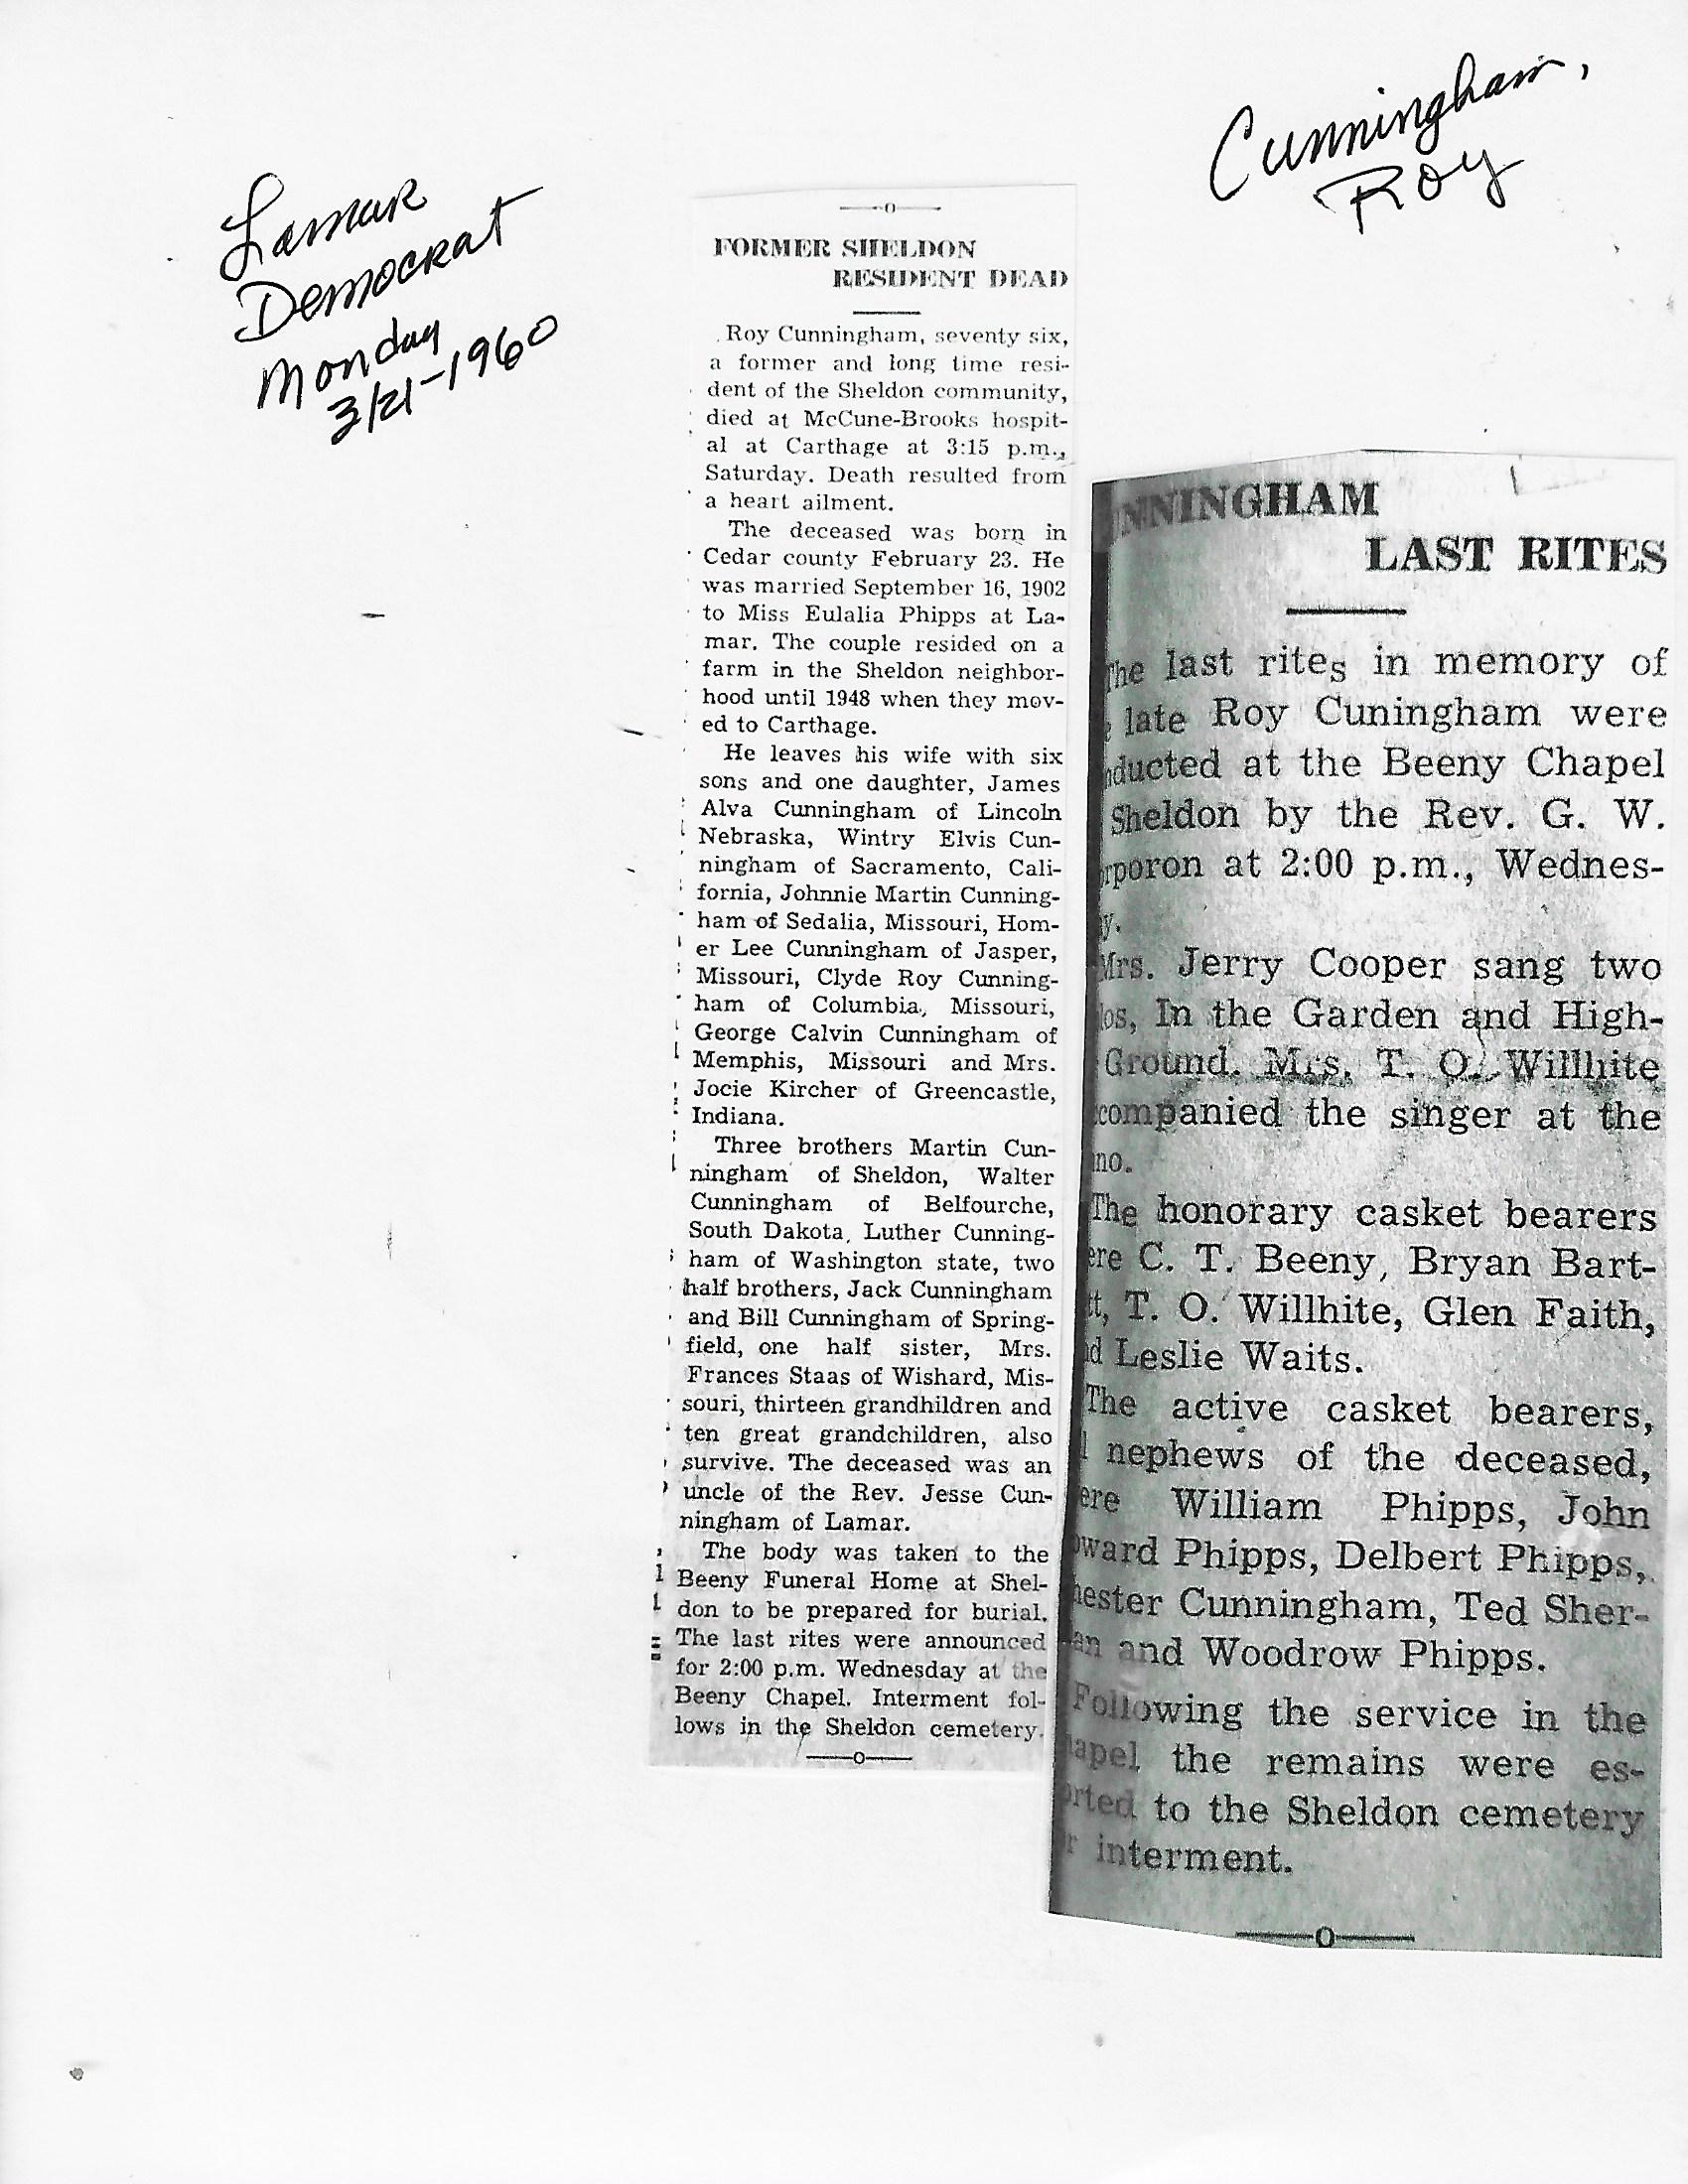 Cunningham,
Roy
Lamar
Democrat
Monday
3/21-1960
—o—
FORMER SHELDON
RESIDENT DEAD
Roy Cunningham, seventy six,
a former and long time resi-
dent of the Sheldon community,
died at McCune-Brooks hospit-
al at Carthage at 3:15 p.m.,
Saturday. Death resulted from
a heart ailment.
The deceased was born in
Cedar county February 23. He
was married September 16, 1902
to Miss Eulalia Phipps at La-
mar. The couple resided on a
farm in the Sheldon neighbor-
hood until 1948 when they mov-
ed to Carthage.
He leaves his wife with six
sons and one daughter, James
Alva Cunningham of Lincoln
Nebraska, Wintry Elvis Cun-
ningham of Sacramento, Cali-
fornia, Johnnie Martin Cunning-
ham of Sedalia, Missouri, Hom-
er Lee Cunningham of Jasper,
Missouri, Clyde Roy Cunning-
ham of Columbia, Missouri,
George Calvin Cunningham of
Memphis, Missouri and Mrs.
Jocie Kircher of Greencastle,
Indiana.
Three brothers Martin Cun-
ningham of Sheldon, Walter
Cunningham of Belfourche,
South Dakota, Luther Cunning-
ham of Washington state, two
half brothers, Jack Cunningham
and Bill Cunningham of Spring-
field, one half sister, Mrs.
Frances Staas of Wishard, Mis-
souri, thirteen grandhildren and
ten great grandchildren, also
survive. The deceased was an
uncle of the Rev. Jesse Cun-
ningham of Lamar.
The body was taken to the
Beeny Funeral Home at Shel-
don to be prepared for burial.
The last rites were announced
for 2:00 p.m. Wednesday at the
Beeny Chapel. Interment fol-
lows in the Sheldon cemetery.
—o—
NNINGHAM
LAST RITES
The last rites in memory of
late Roy Cuningham were
nducted at the Beeny Chapel
Sheldon by the Rev. G. W.
rporon at 2:00 p.m., Wednes-
y.
Mrs. Jerry Cooper sang two
los, In the Garden and High-
Ground. Mrs. T. O. Willhite
ccompanied the singer at the
no.
The honorary casket bearers
ere C. T. Beeny, Bryan Bart-
tt, T. O. Willhite, Glen Faith,
d Leslie Waits.
The active casket bearers,
l nephews of the deceased,
ere William Phipps, John
oward Phipps, Delbert Phipps,
hester Cunningham, Ted Sher-
an and Woodrow Phipps.
Following the service in the
hapel the remains were es-
orted to the Sheldon cemetery
r interment.
—o—